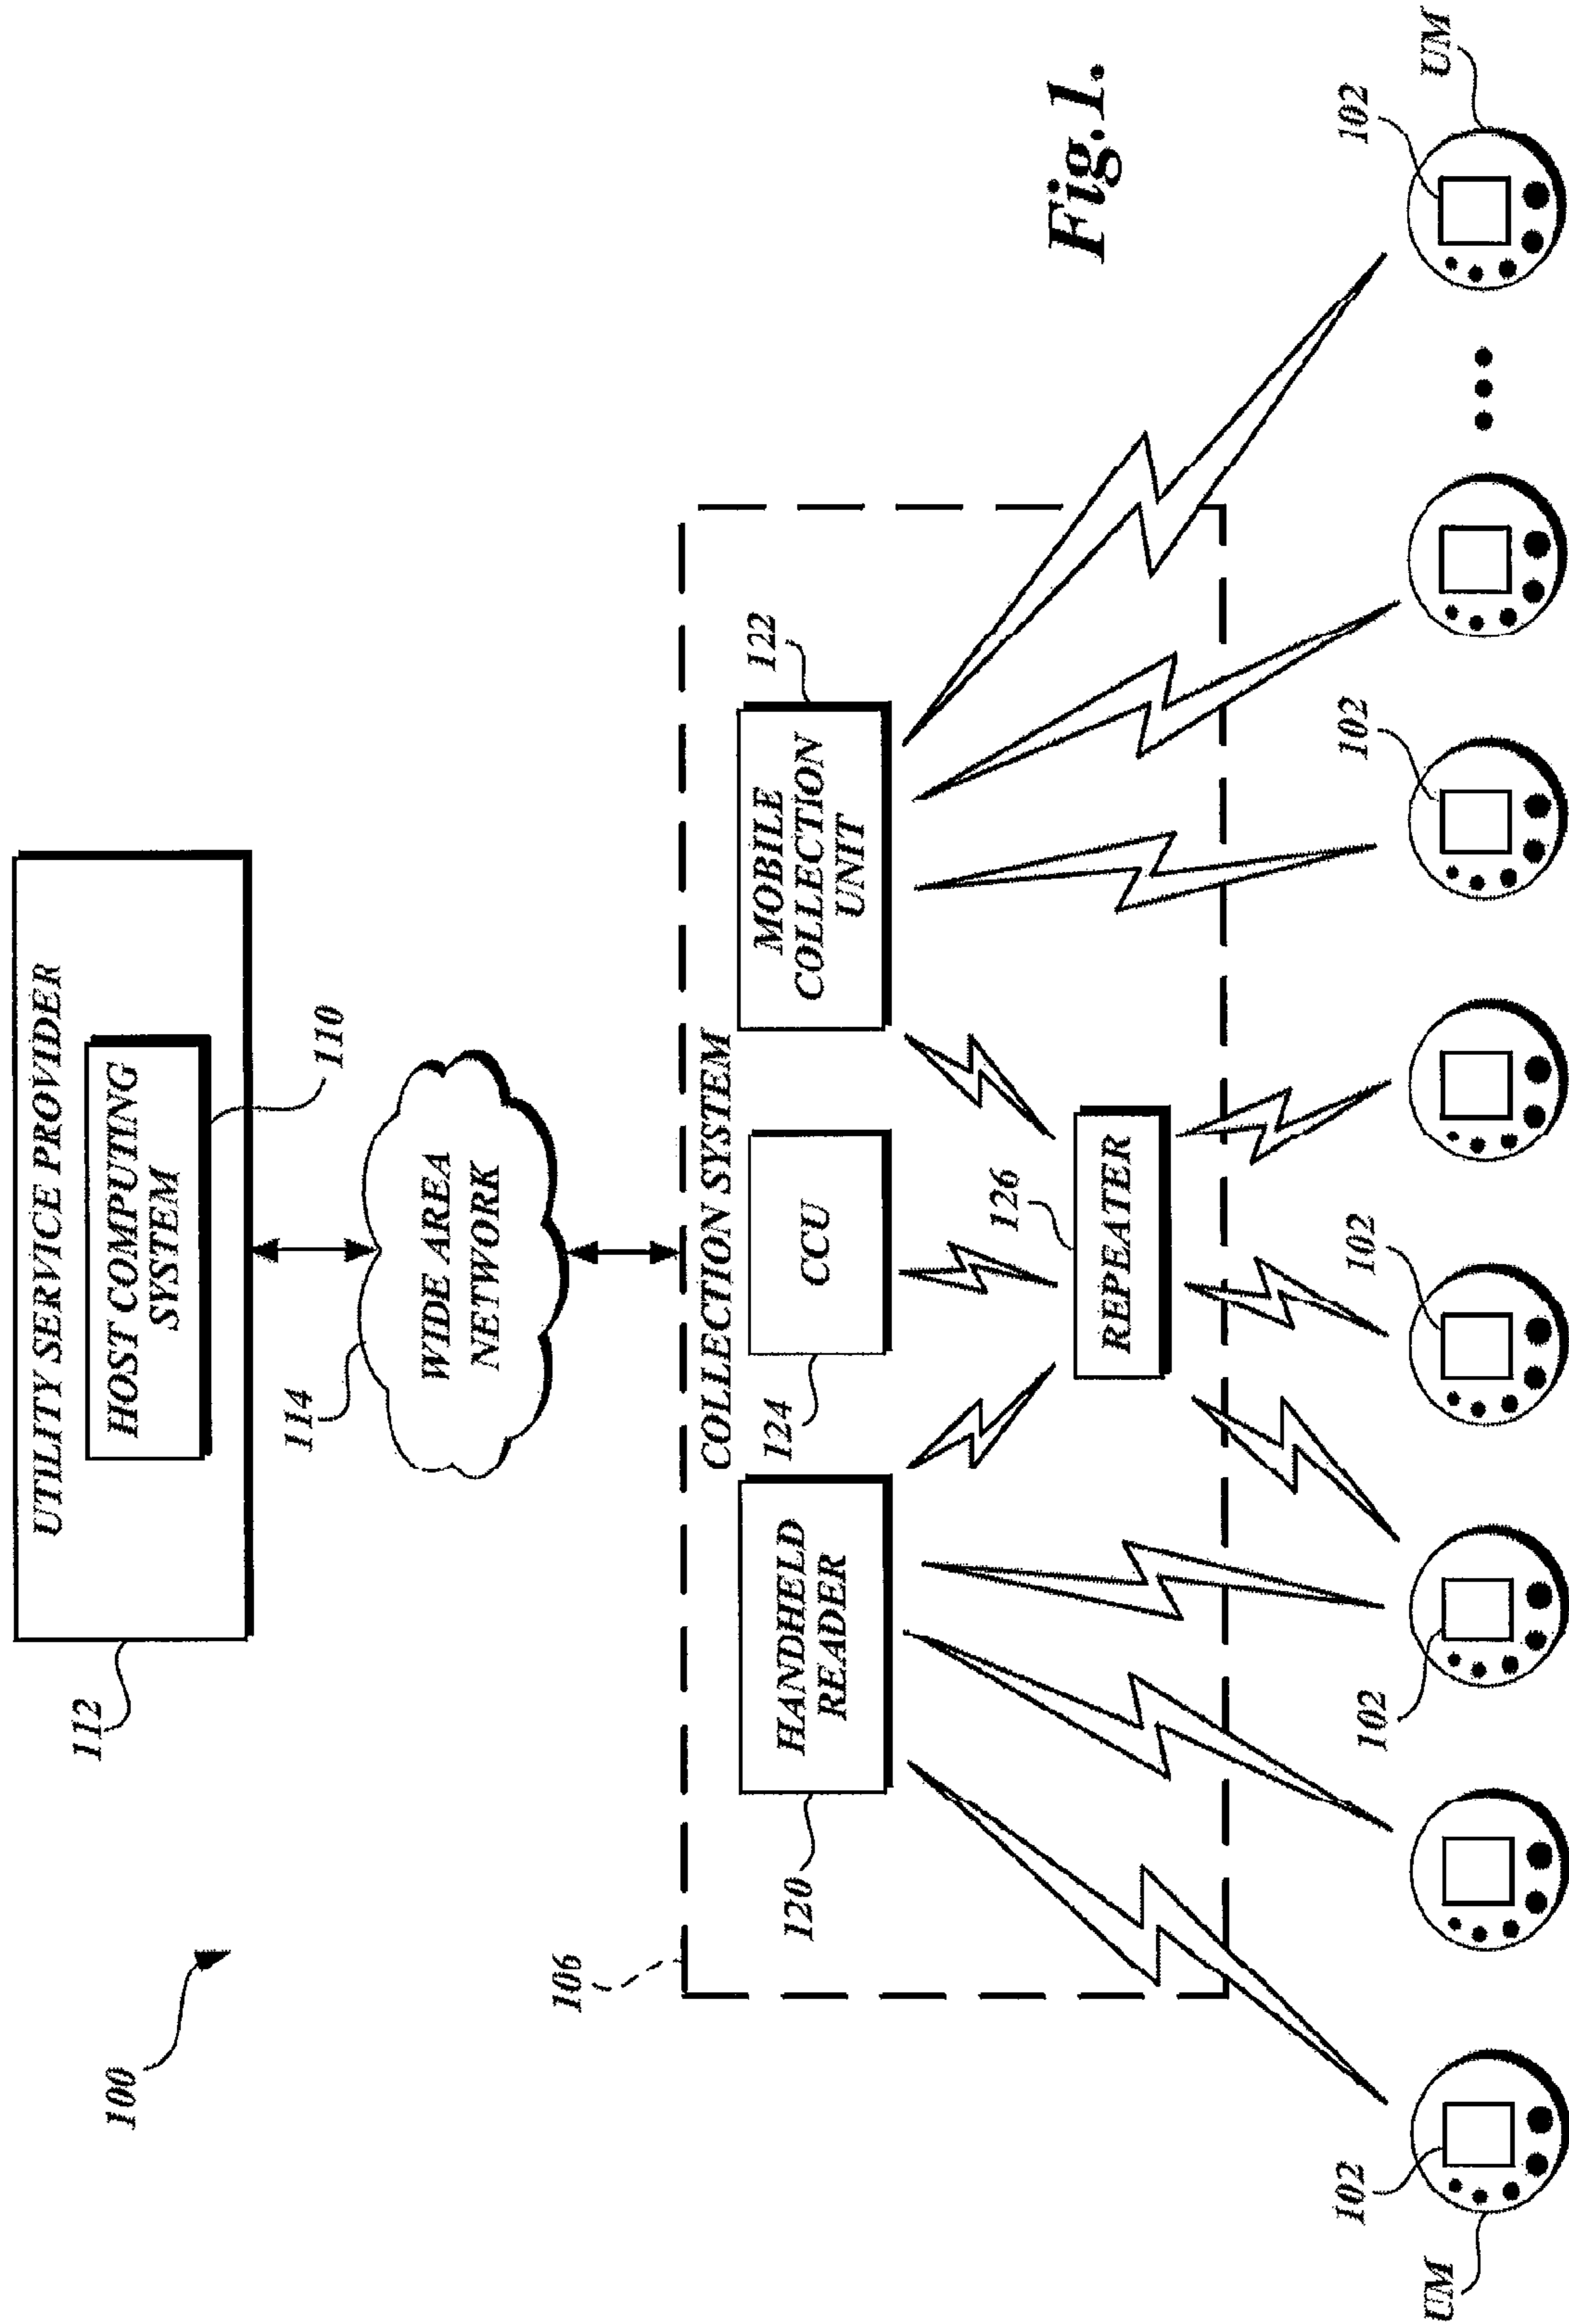 100
112
UTILITY SERVICE PROVIDER
HOST COMPUTING
SYSTEM
110
114
WIDE AREA
NETWORK
106
COLLECTION SYSTEM
120
HANDHELD
READER
124
CCU
MOBILE
COLLECTION
UNIT
122
126
REPEATER
Fig.1.
102
102
102
102
102
UM
UM